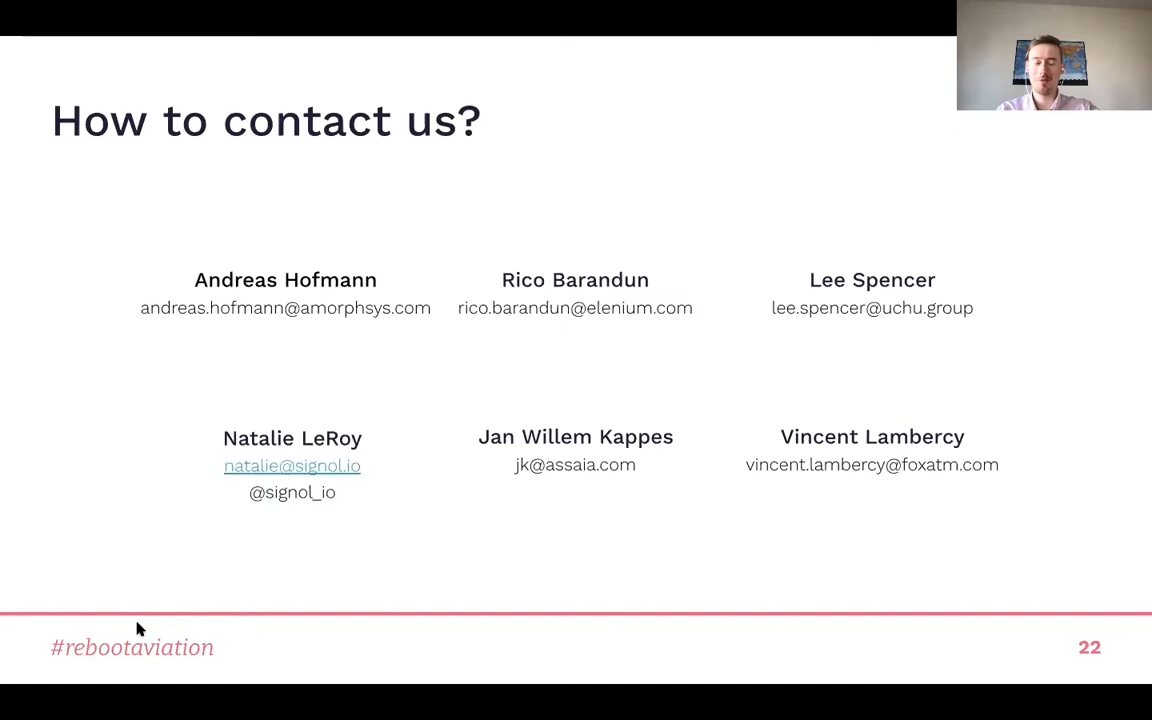 How to contact us?
Andreas Hofmann
andreas.hofmann@amorphsys.com
Rico Barandun
rico.barandun@elenium.com
Lee Spencer
lee.spencer@uchu.group
Natalie LeRoy
natalie@signol.io
@signol_io
Jan Willem Kappes
jk@assaia.com
Vincent Lambercy
vincent.lambercy@foxatm.com
#rebootaviation
22